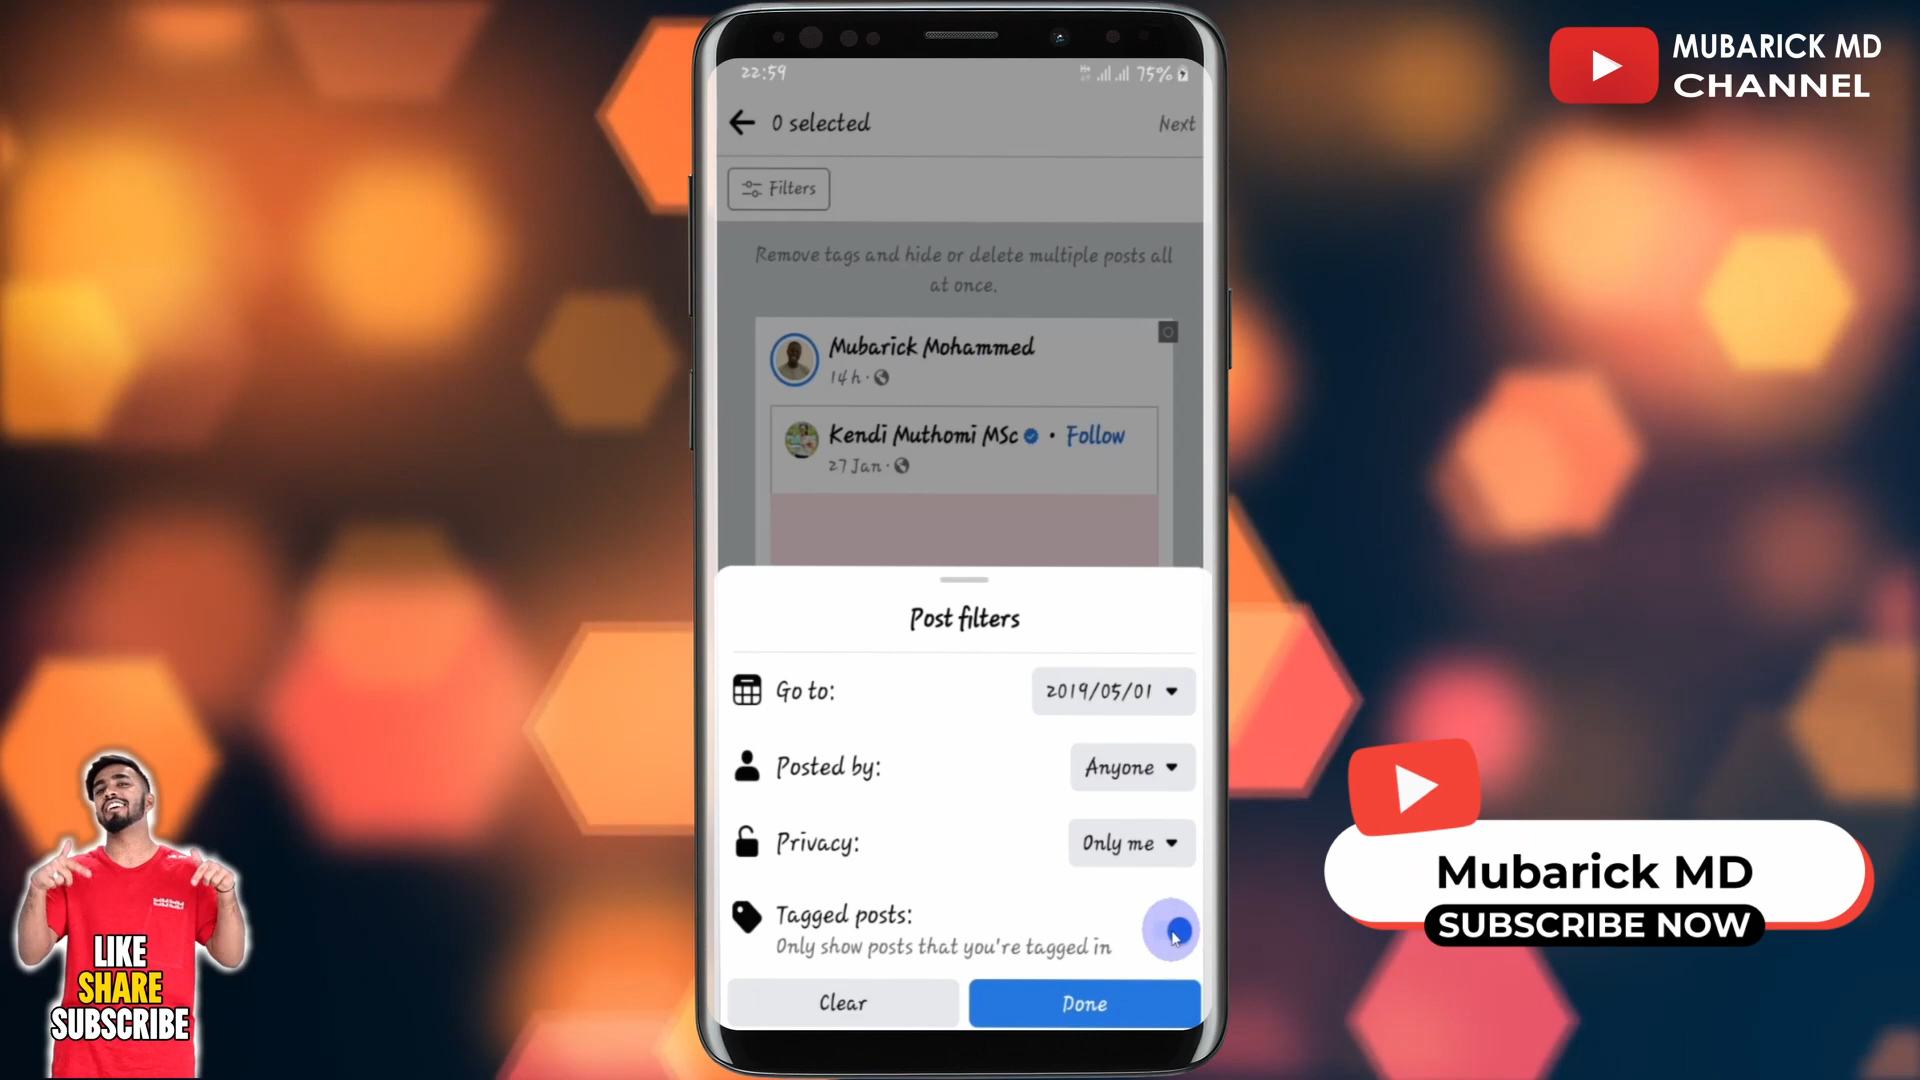 MUBARICK MD
CHANNEL
22:59
75%
0 selected
Next
Filters
Remove tags and hide or delete multiple posts all
at once.
Mubarick Mohammed
14 h ·
Kendi Muthomi MSc • Follow
27 Jan ·
Post filters
Go to:
2019/05/01
Posted by:
Anyone
Privacy:
Only me
Tagged posts:
Only show posts that you're tagged in
Clear
Done
LIKE
SHARE
SUBSCRIBE
Mubarick MD
SUBSCRIBE NOW